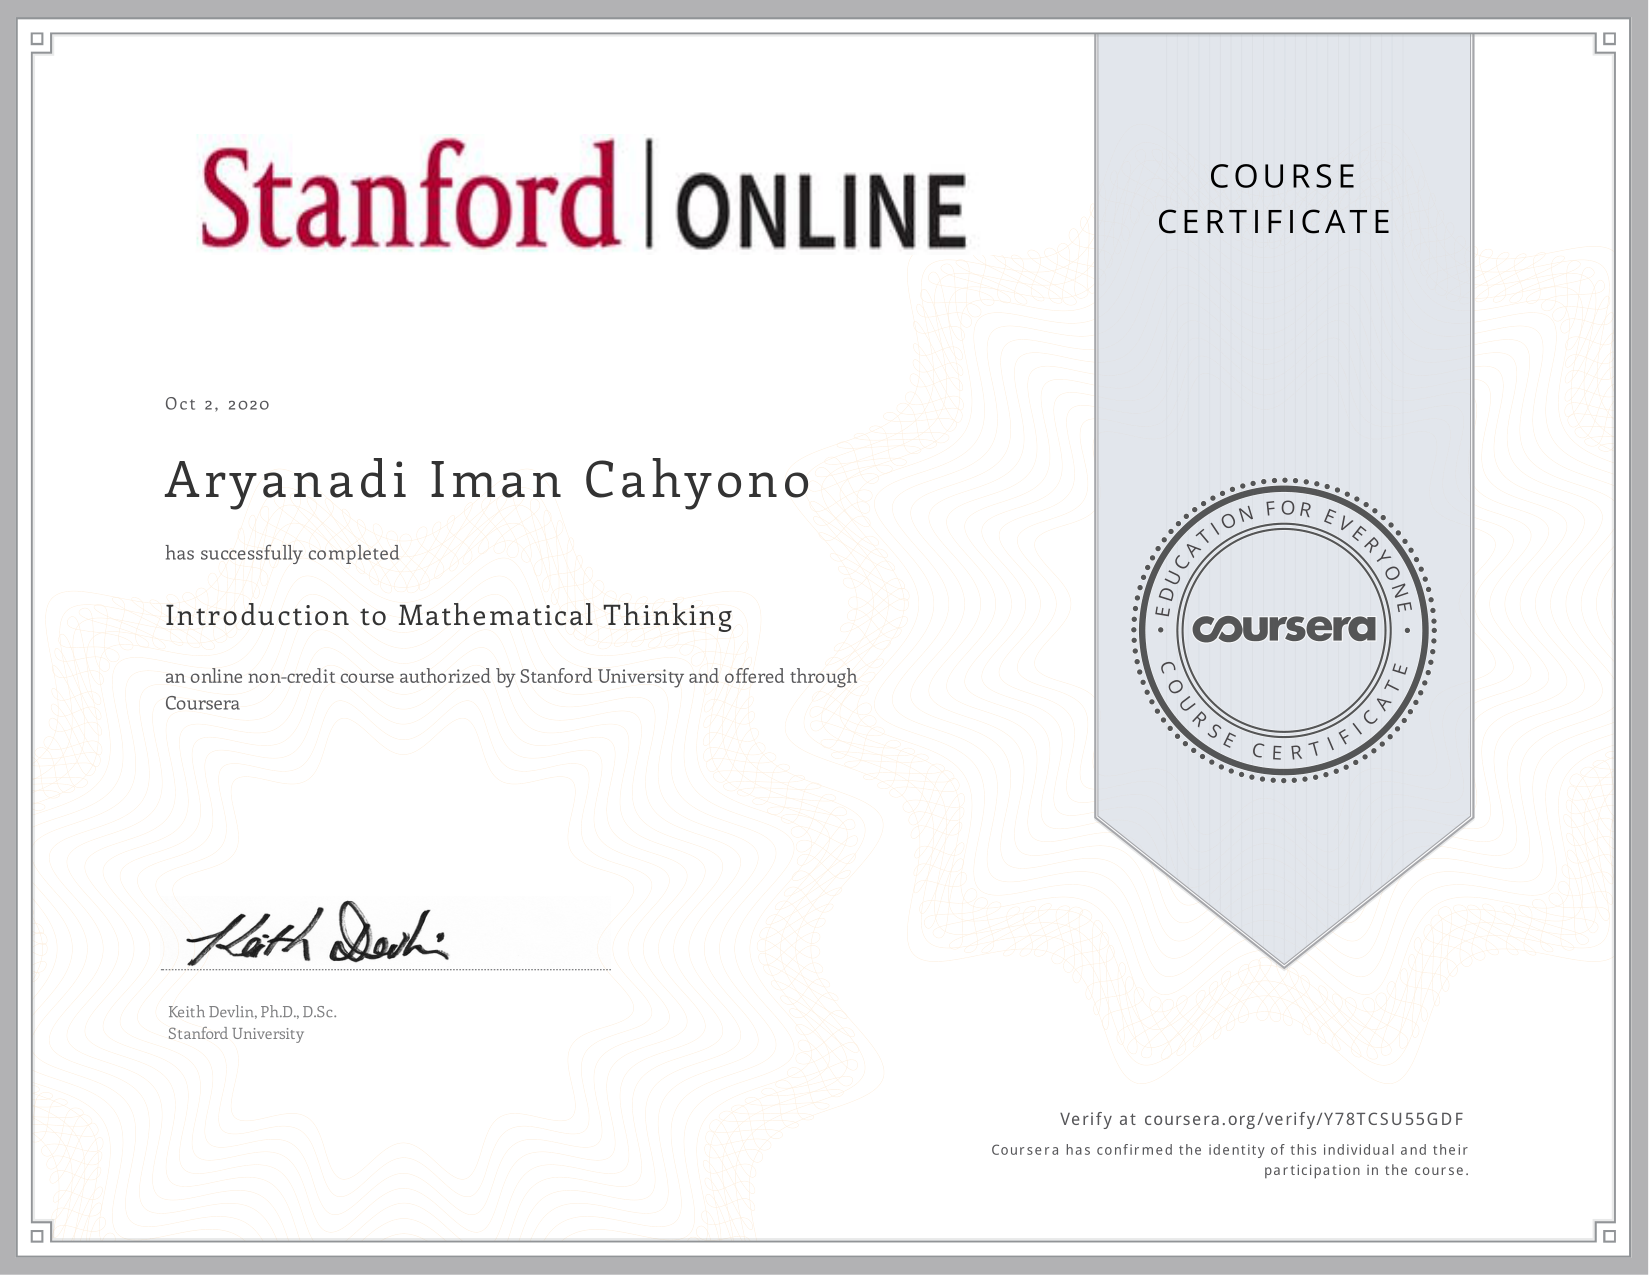 Stanford | ONLINE
COURSE
CERTIFICATE
Oct 2, 2020
Aryanadi Iman Cahyono
has successfully completed
Introduction to Mathematical Thinking
an online non-credit course authorized by Stanford University and offered through
Coursera
EDUCATION FOR EVERYONE
coursera
COURSE CERTIFICATE
Keith Devlin
Keith Devlin, Ph.D., D.Sc.
Stanford University
Verify at coursera.org/verify/Y78TCSU55GDF
Coursera has confirmed the identity of this individual and their
participation in the course.